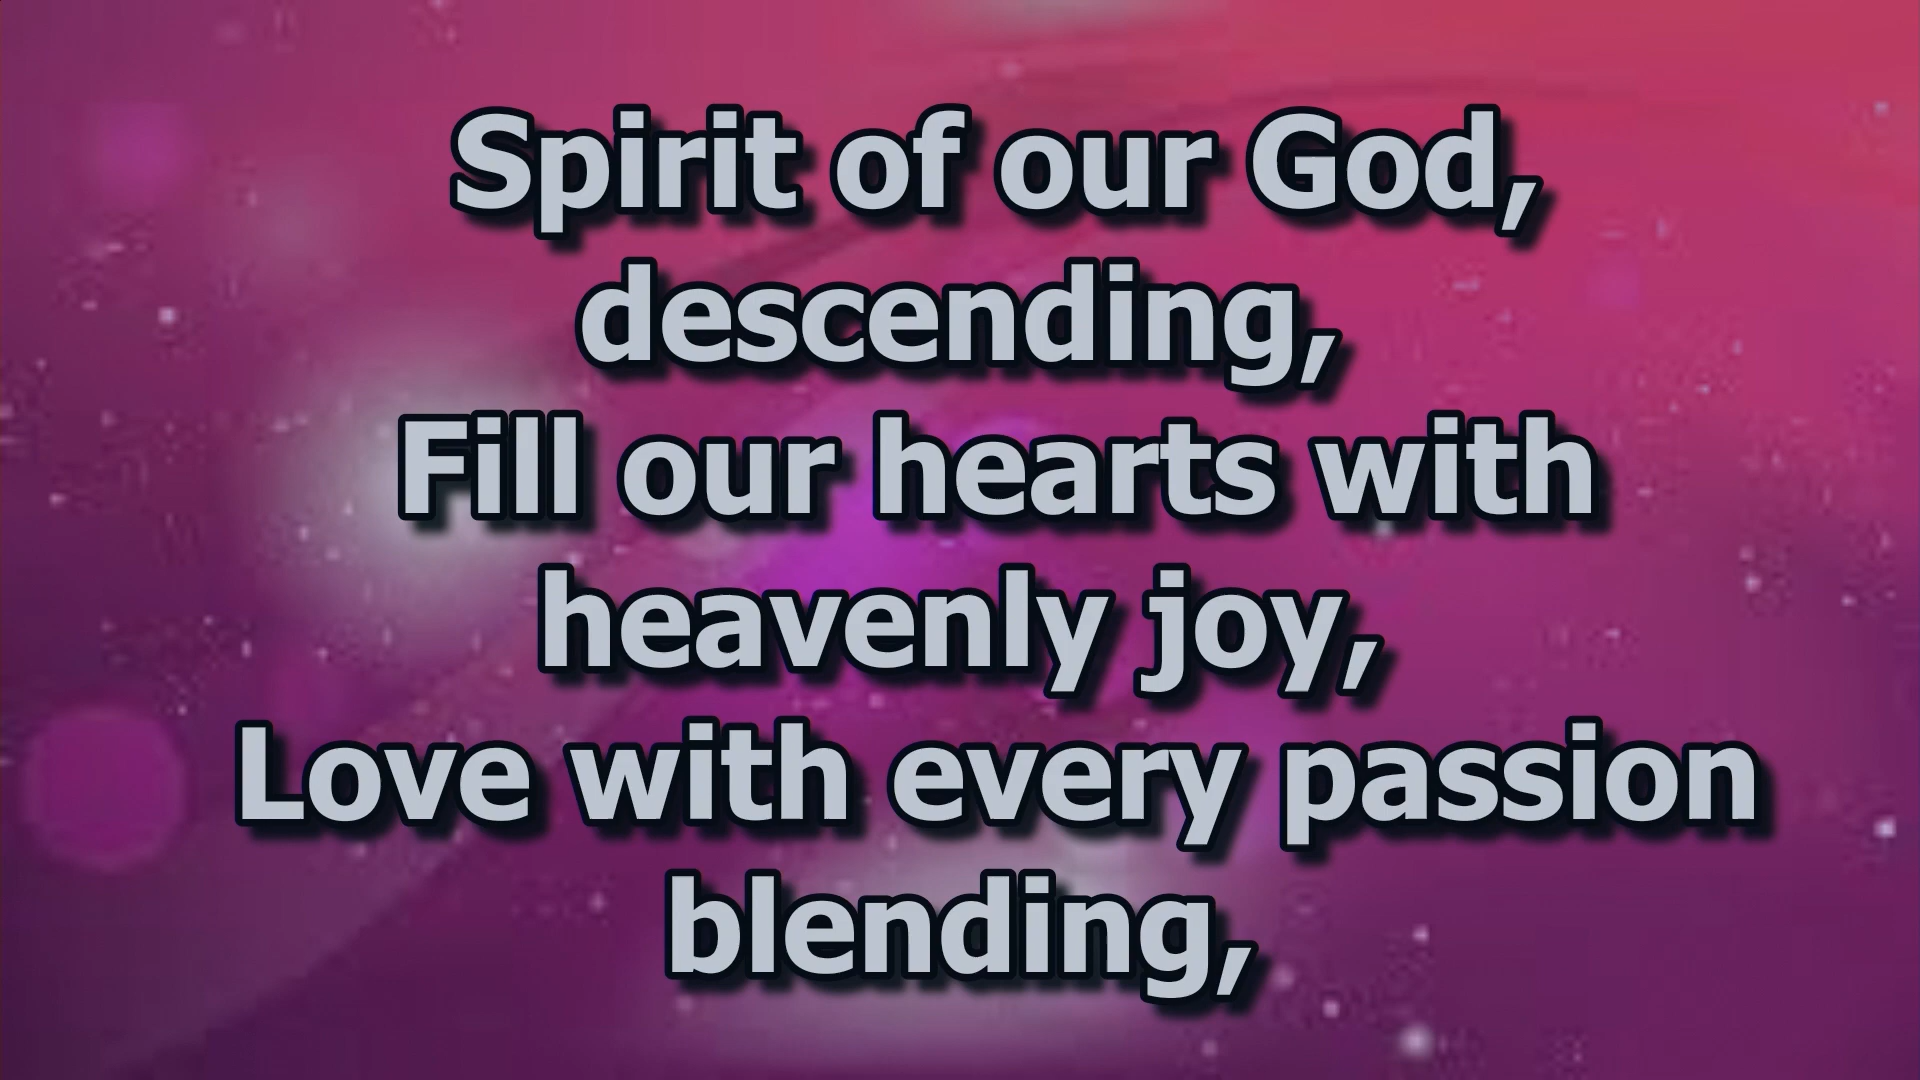 Spirit of our God,
descending,
Fill our hearts with
heavenly joy,
Love with every passion
blending,